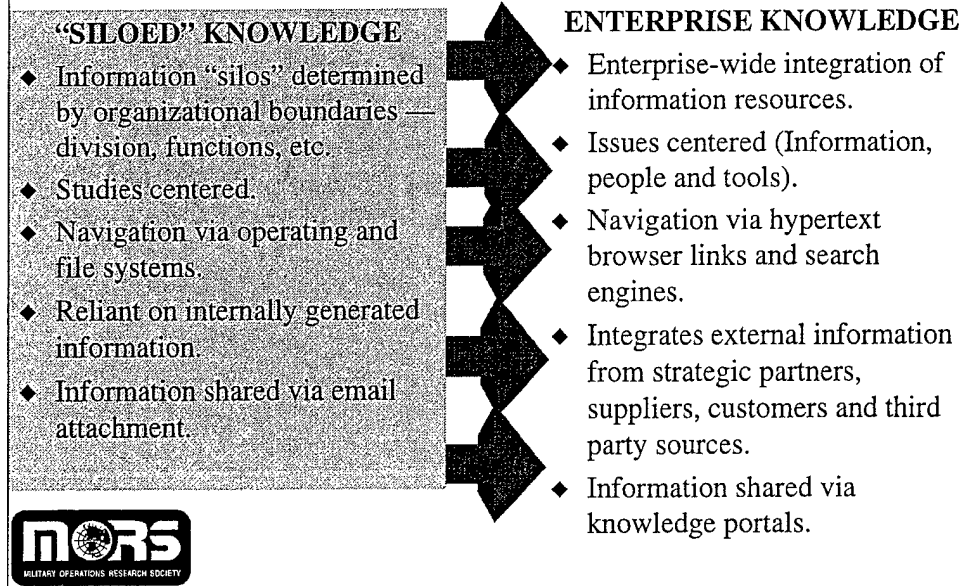 “SILOED” KNOWLEDGE
◆ Information “silos” determined
by organizational boundaries —
division, functions, etc.
◆ Studies centered.
◆ Navigation via operating and
file systems.
◆ Reliant on internally generated
information.
◆ Information shared via email
attachment.
ENTERPRISE KNOWLEDGE
◆ Enterprise-wide integration of
information resources.
◆ Issues centered (Information,
people and tools).
◆ Navigation via hypertext
browser links and search
engines.
◆ Integrates external information
from strategic partners,
suppliers, customers and third
party sources.
◆ Information shared via
knowledge portals.
MORS
MILITARY OPERATIONS RESEARCH SOCIETY